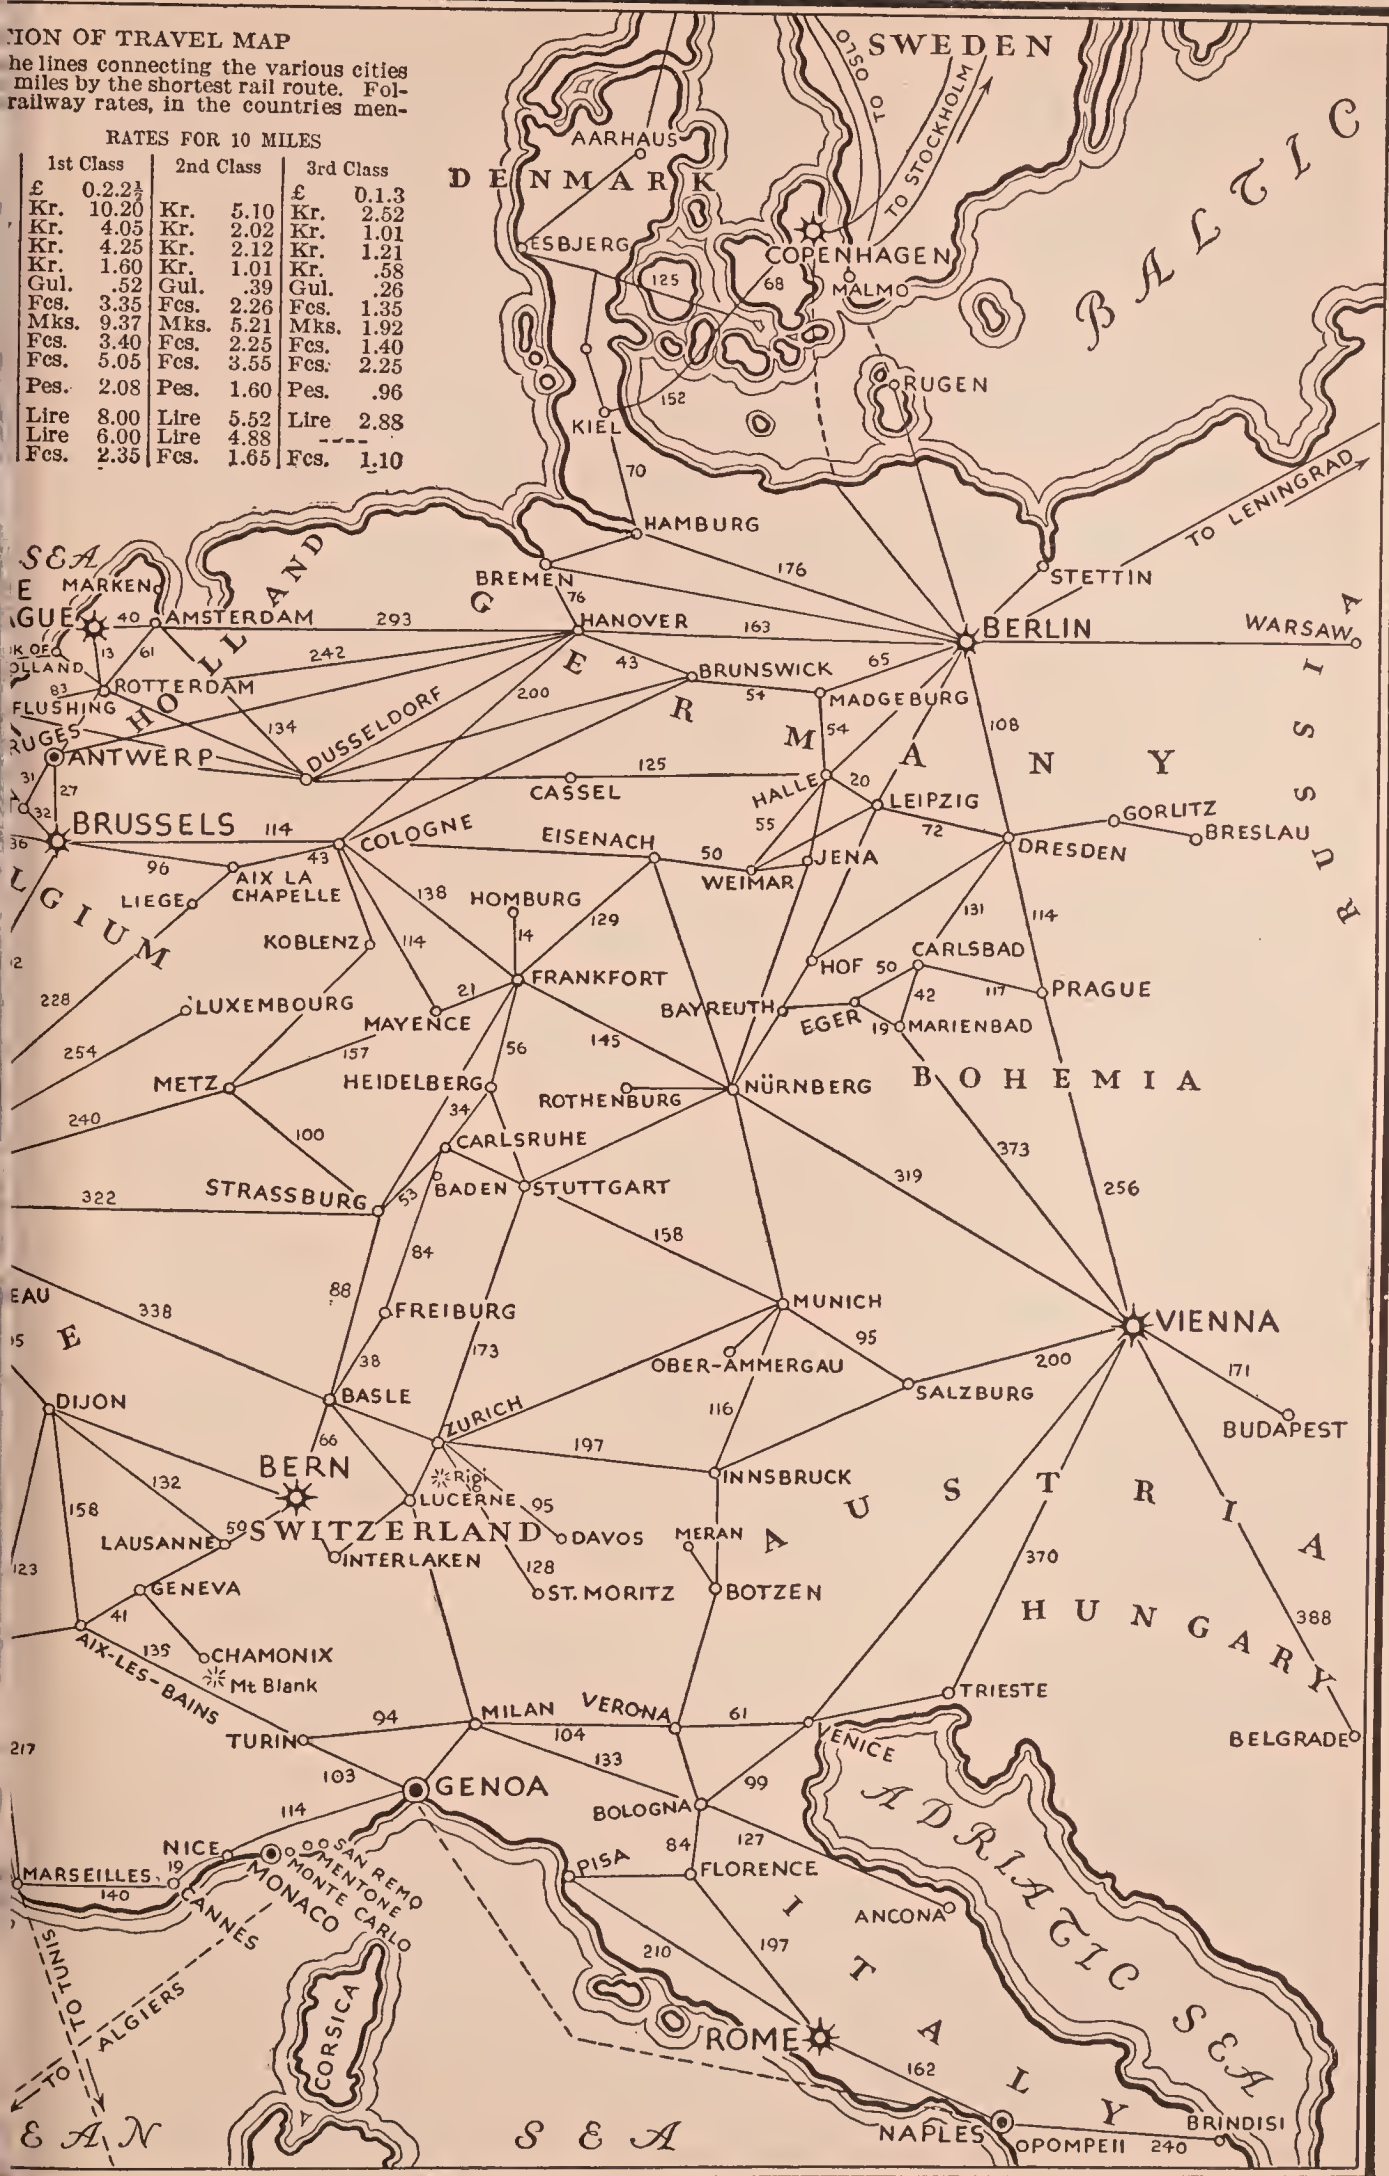 ION OF TRAVEL MAP
he lines connecting the various cities
miles by the shortest rail route. Fol-
railway rates, in the countries men-
RATES FOR 10 MILES
1st Class 2nd Class 3rd Class
£ 0.2.2½ £ 0.1.3
Kr. 10.20 Kr. 5.10 Kr. 2.52
Kr. 4.05 Kr. 2.02 Kr. 1.01
Kr. 4.25 Kr. 2.12 Kr. 1.21
Kr. 1.60 Kr. 1.01 Kr. .58
Gul. .52 Gul. .39 Gul. .26
Fcs. 3.35 Fcs. 2.26 Fcs. 1.35
Mks. 9.37 Mks. 5.21 Mks. 1.92
Fcs. 3.40 Fcs. 2.25 Fcs. 1.40
Fcs. 5.05 Fcs. 3.55 Fcs. 2.25
Pes. 2.08 Pes. 1.60 Pes. .96
Lire 8.00 Lire 5.52 Lire 2.88
Lire 6.00 Lire 4.88 ----
Fcs. 2.35 Fcs. 1.65 Fcs. 1.10
SWEDEN
TO OSLO
TO STOCKHOLM
BALTIC
AARHAUS
DENMARK
COPENHAGEN
ESBJERG
125
68
MALMO
RUGEN
152
KIEL
70
TO LENINGRAD
HAMBURG
SEA
HOLLAND
176
STETTIN
E
MARKEN
BREMEN
76
GERMANY
AGUE
40
AMSTERDAM
293
HANOVER
163
BERLIN
WARSAW
RUSSIA
K OF
OLLAND
13
61
242
43
BRUNSWICK
65
83
ROTTERDAM
200
54
MADGEBURG
FLUSHING
134
DUSSELDORF
54
108
RUGES
ANTWERP
31
27
125
CASSEL
HALLE
20
LEIPZIG
32
BRUSSELS
114
COLOGNE
EISENACH
55
72
GORLITZ
BRESLAU
36
96
43
50
JENA
DRESDEN
AIX LA
CHAPELLE
WEIMAR
LGIUM
LIEGE
138
HOMBURG
129
131
114
14
KOBLENZ
114
FRANKFORT
HOF
50
CARLSBAD
2
228
LUXEMBOURG
21
BAYREUTH
42
117
PRAGUE
MAYENCE
EGER
19
MARIENBAD
254
157
56
145
METZ
HEIDELBERG
ROTHENBURG
NÜRNBERG
BOHEMIA
240
100
34
CARLSRUHE
373
STRASSBURG
53
BADEN
STUTTGART
319
256
322
158
84
88
EAU
338
FREIBURG
MUNICH
VIENNA
5
E
38
173
OBER-AMMERGAU
95
200
171
DIJON
BASLE
SALZBURG
BUDAPEST
ZURICH
116
66
BERN
197
INNSBRUCK
Rigi
132
LUCERNE
95
AUSTRIA
158
59
SWITZERLAND
DAVOS
MERAN
LAUSANNE
INTERLAKEN
128
370
123
GENEVA
ST. MORITZ
BOTZEN
HUNGARY
41
388
135
CHAMONIX
AIX-LES-BAINS
Mt Blank
TRIESTE
94
MILAN
VERONA
61
TURIN
104
VENICE
BELGRADE
217
133
103
GENOA
99
ADRIATIC SEA
114
BOLOGNA
NICE
84
127
SAN REMO
MENTONE
MONTE CARLO
MONACO
PISA
FLORENCE
MARSEILLES
19
140
CANNES
ITALY
ANCONA
210
197
TO TUNIS
TO ALGIERS
CORSICA
ROME
162
EAN
SEA
NAPLES
POMPEII
240
BRINDISI